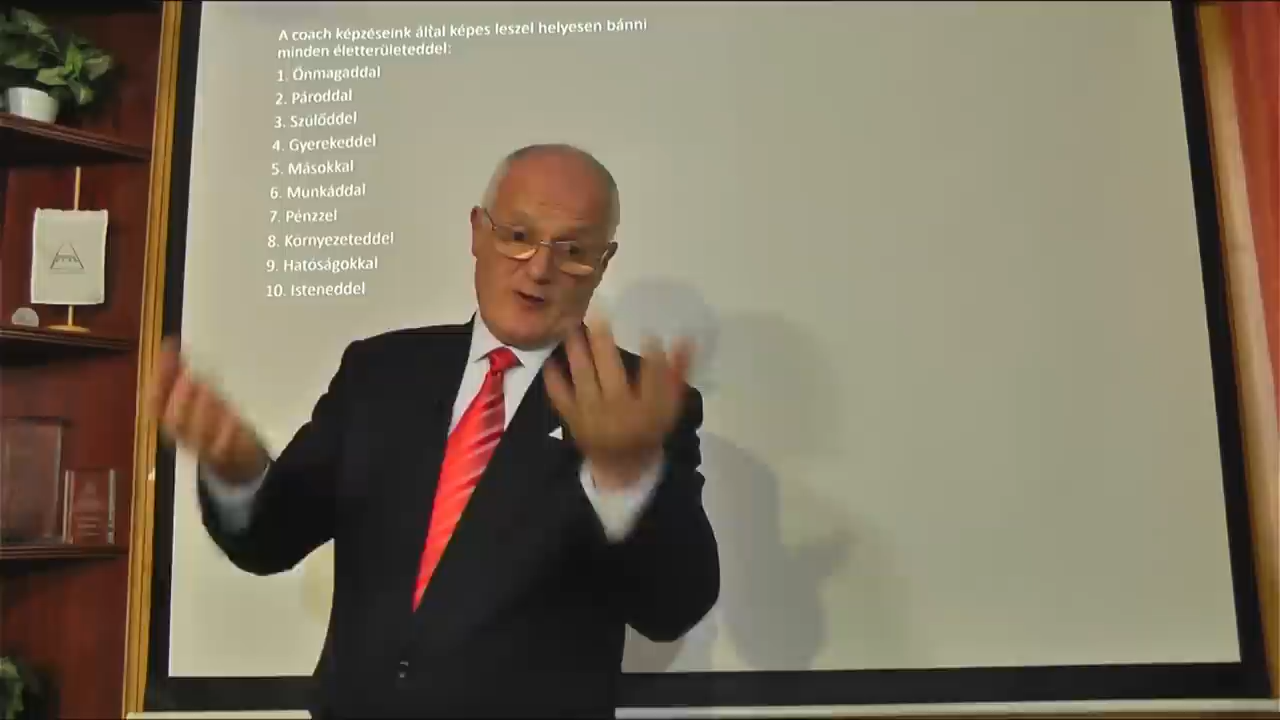 A coach képzéseink által képes leszel helyesen bánni
minden életterületeddel:
1. Önmagaddal
2. Pároddal
3. Szülőddel
4. Gyerekeddel
5. Másokkal
6. Munkáddal
7. Pénzzel
8. Környezeteddel
9. Hatóságokkal
10. Isteneddel